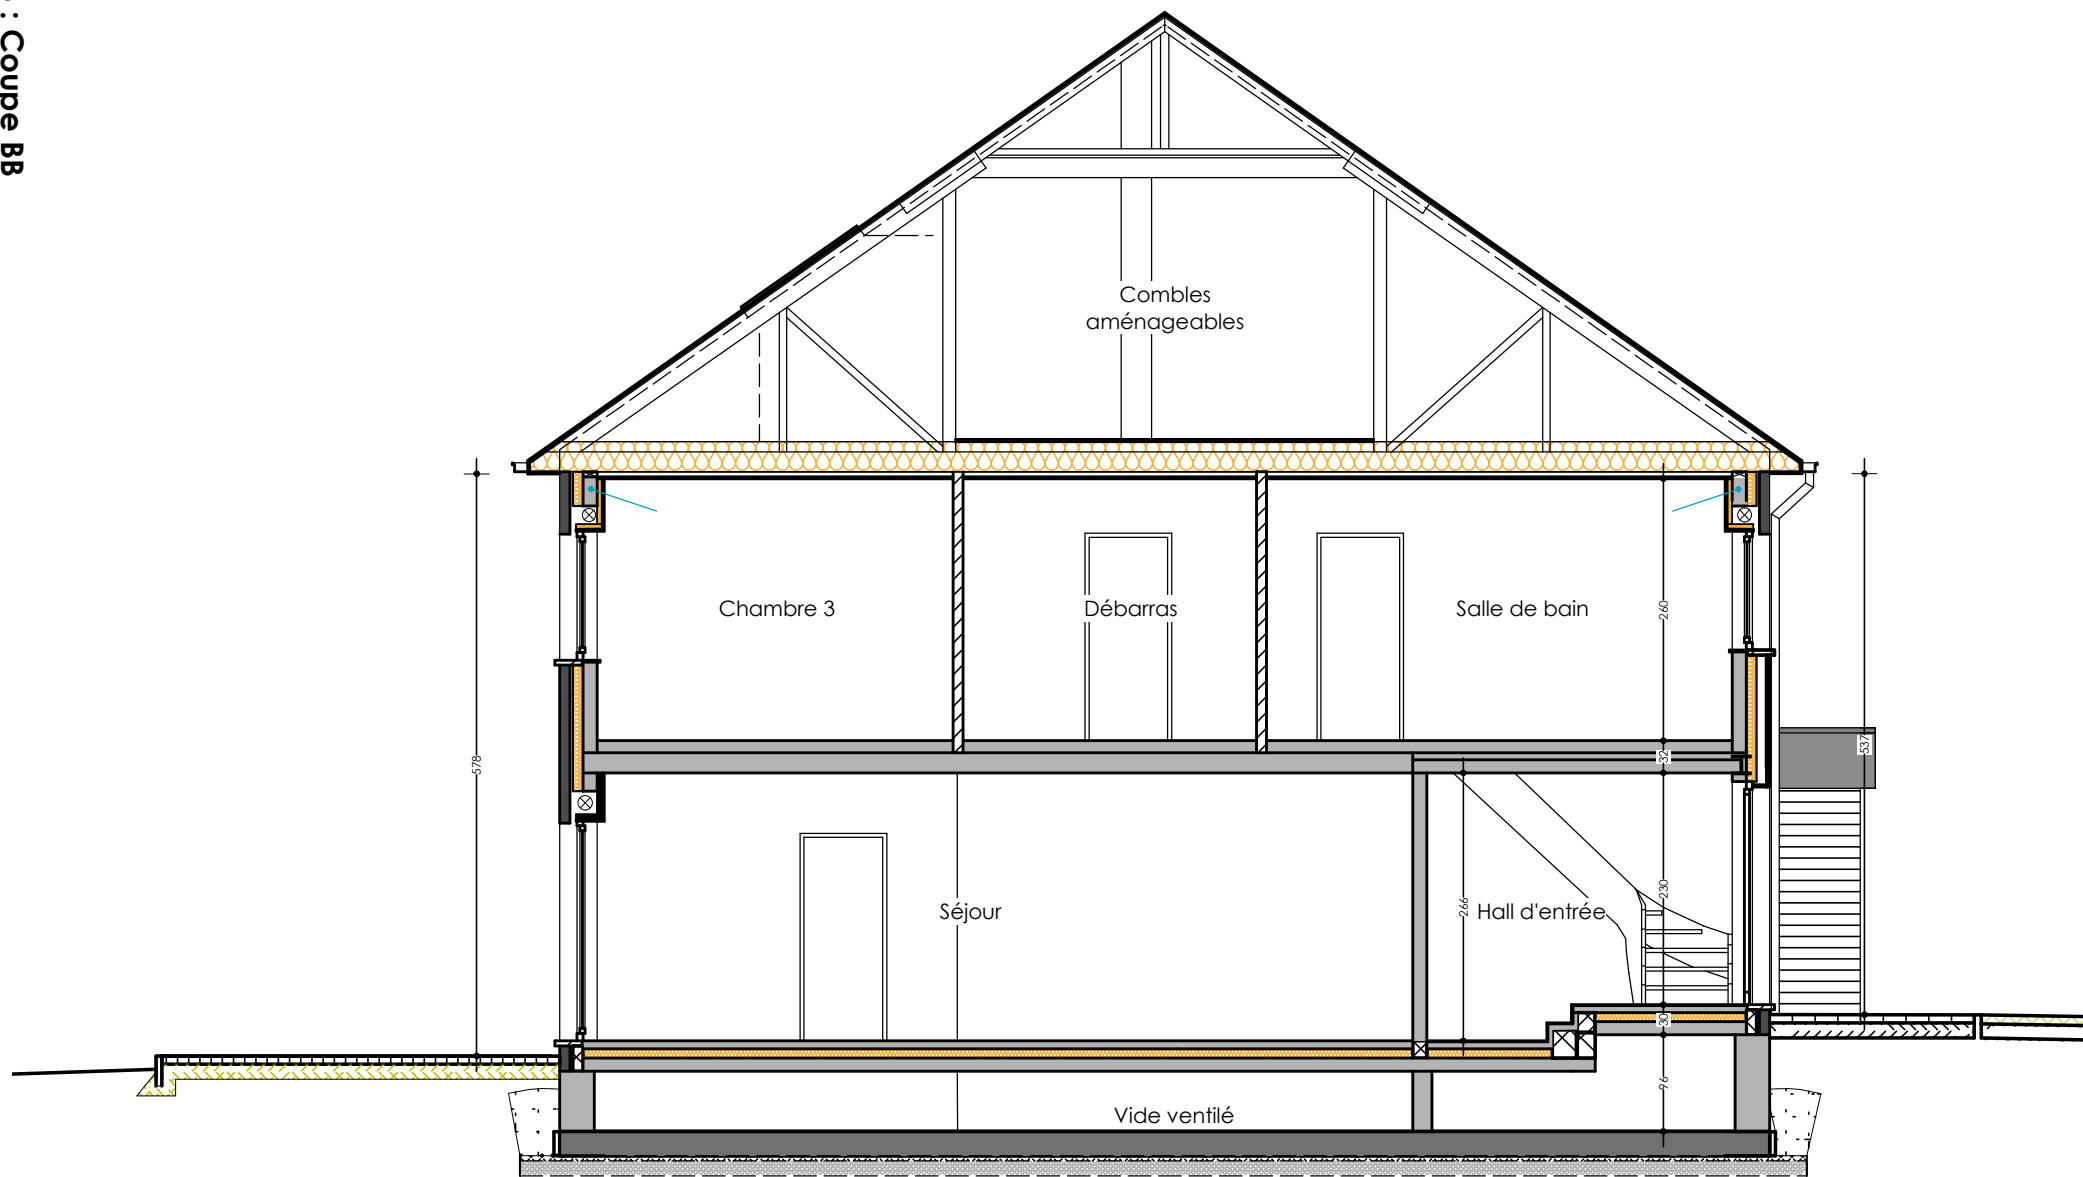 : Coupe BB
Combles
aménageables
Chambre 3
Débarras
Salle de bain
260
32
537
578
Séjour
266
Hall d'entrée
230
30
96
Vide ventilé